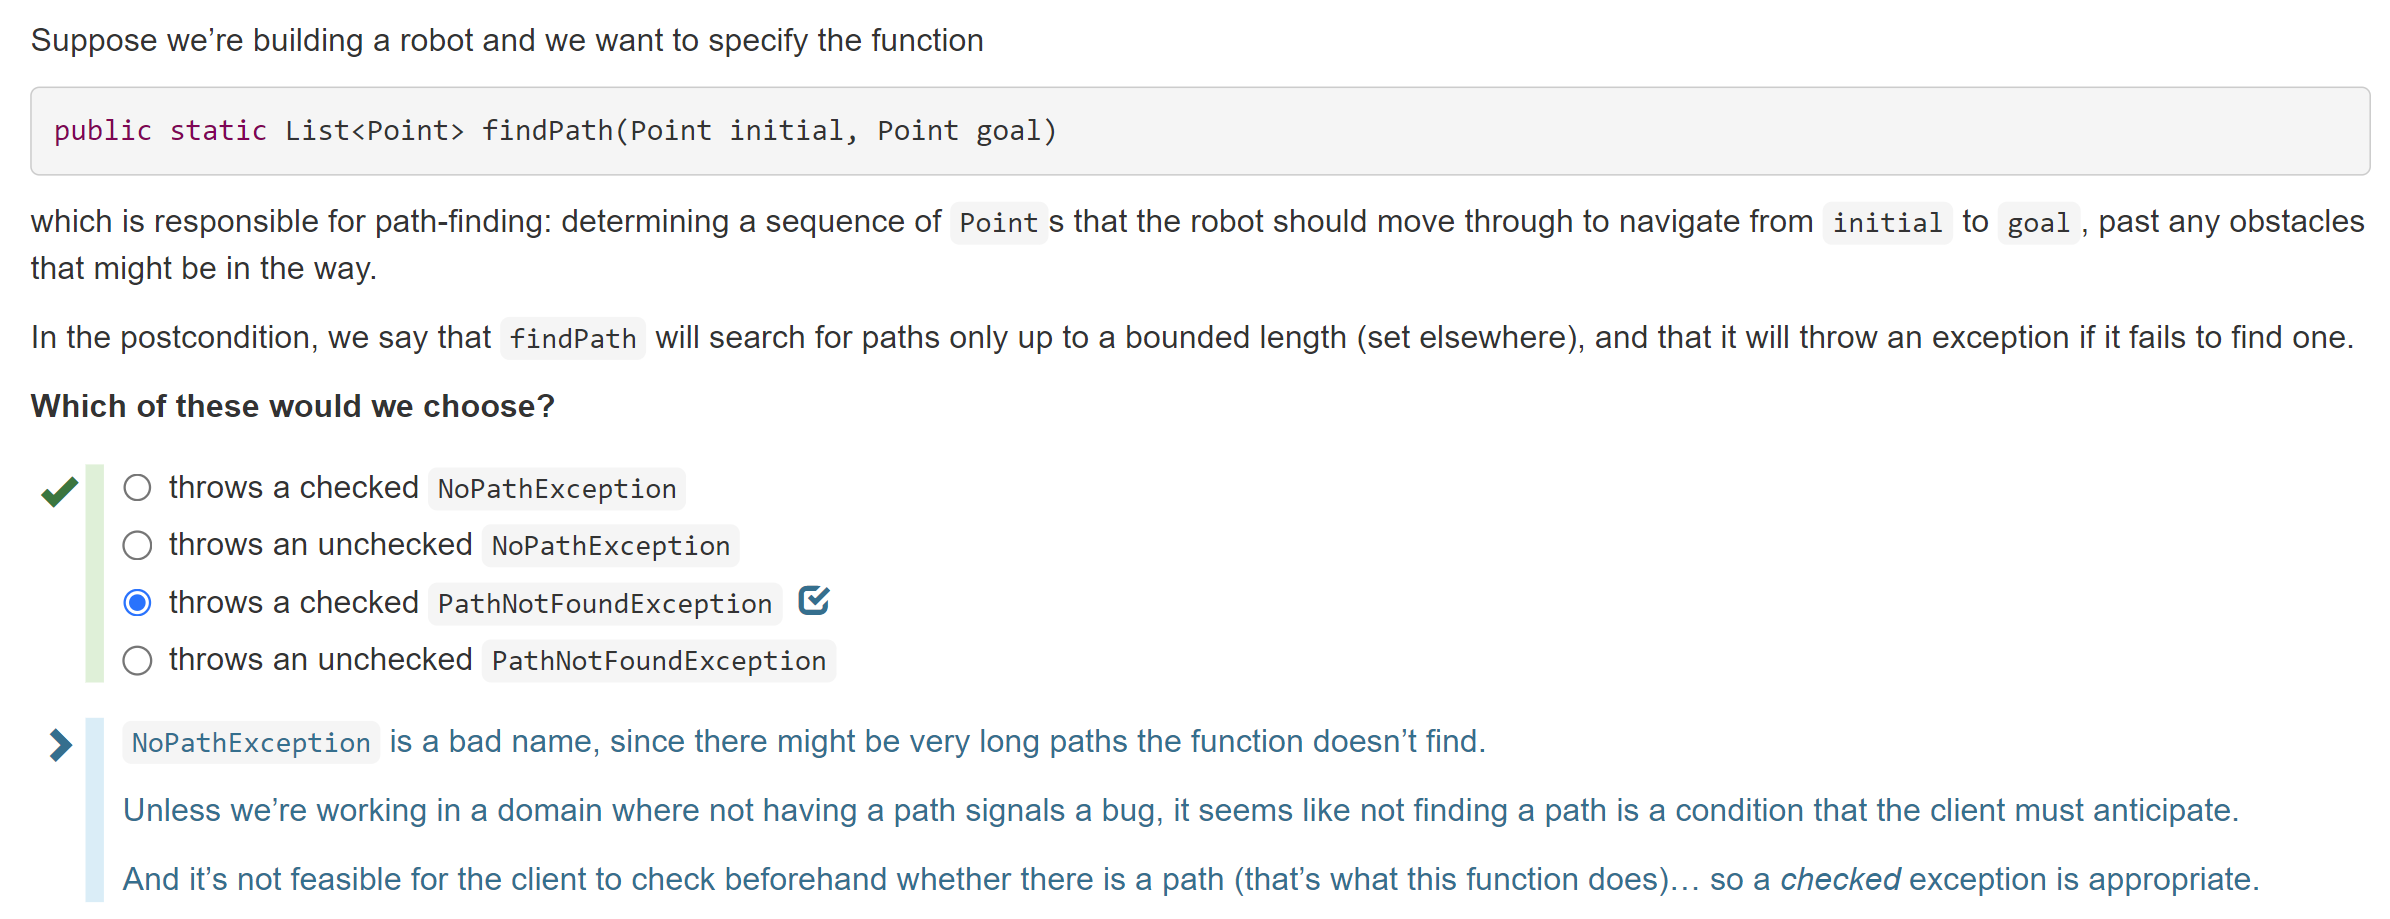 Suppose we’re building a robot and we want to specify the function
public static List<Point> findPath(Point initial, Point goal)
which is responsible for path-finding: determining a sequence of Points that the robot should move through to navigate from initial to goal, past any obstacles
that might be in the way.
In the postcondition, we say that findPath will search for paths only up to a bounded length (set elsewhere), and that it will throw an exception if it fails to find one.
Which of these would we choose?
throws a checked NoPathException
throws an unchecked NoPathException
throws a checked PathNotFoundException
throws an unchecked PathNotFoundException
NoPathException is a bad name, since there might be very long paths the function doesn’t find.
Unless we’re working in a domain where not having a path signals a bug, it seems like not finding a path is a condition that the client must anticipate.
And it’s not feasible for the client to check beforehand whether there is a path (that’s what this function does)… so a checked exception is appropriate.